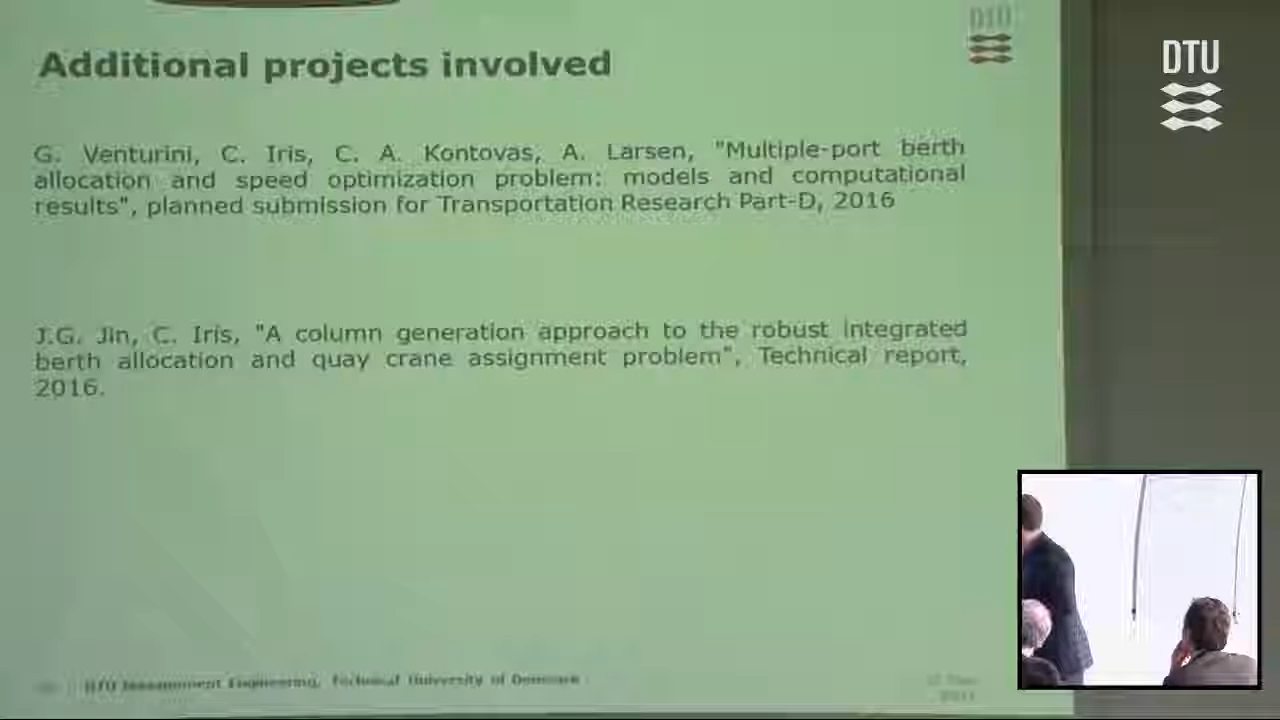 Additional projects involved
DTU
DTU
G. Venturini, C. Iris, C. A. Kontovas, A. Larsen, "Multiple-port berth
allocation and speed optimization problem: models and computational
results", planned submission for Transportation Research Part-D, 2016
J.G. Jin, C. Iris, "A column generation approach to the robust integrated
berth allocation and quay crane assignment problem", Technical report,
2016.
DTU Management Engineering, Technical University of Denmark